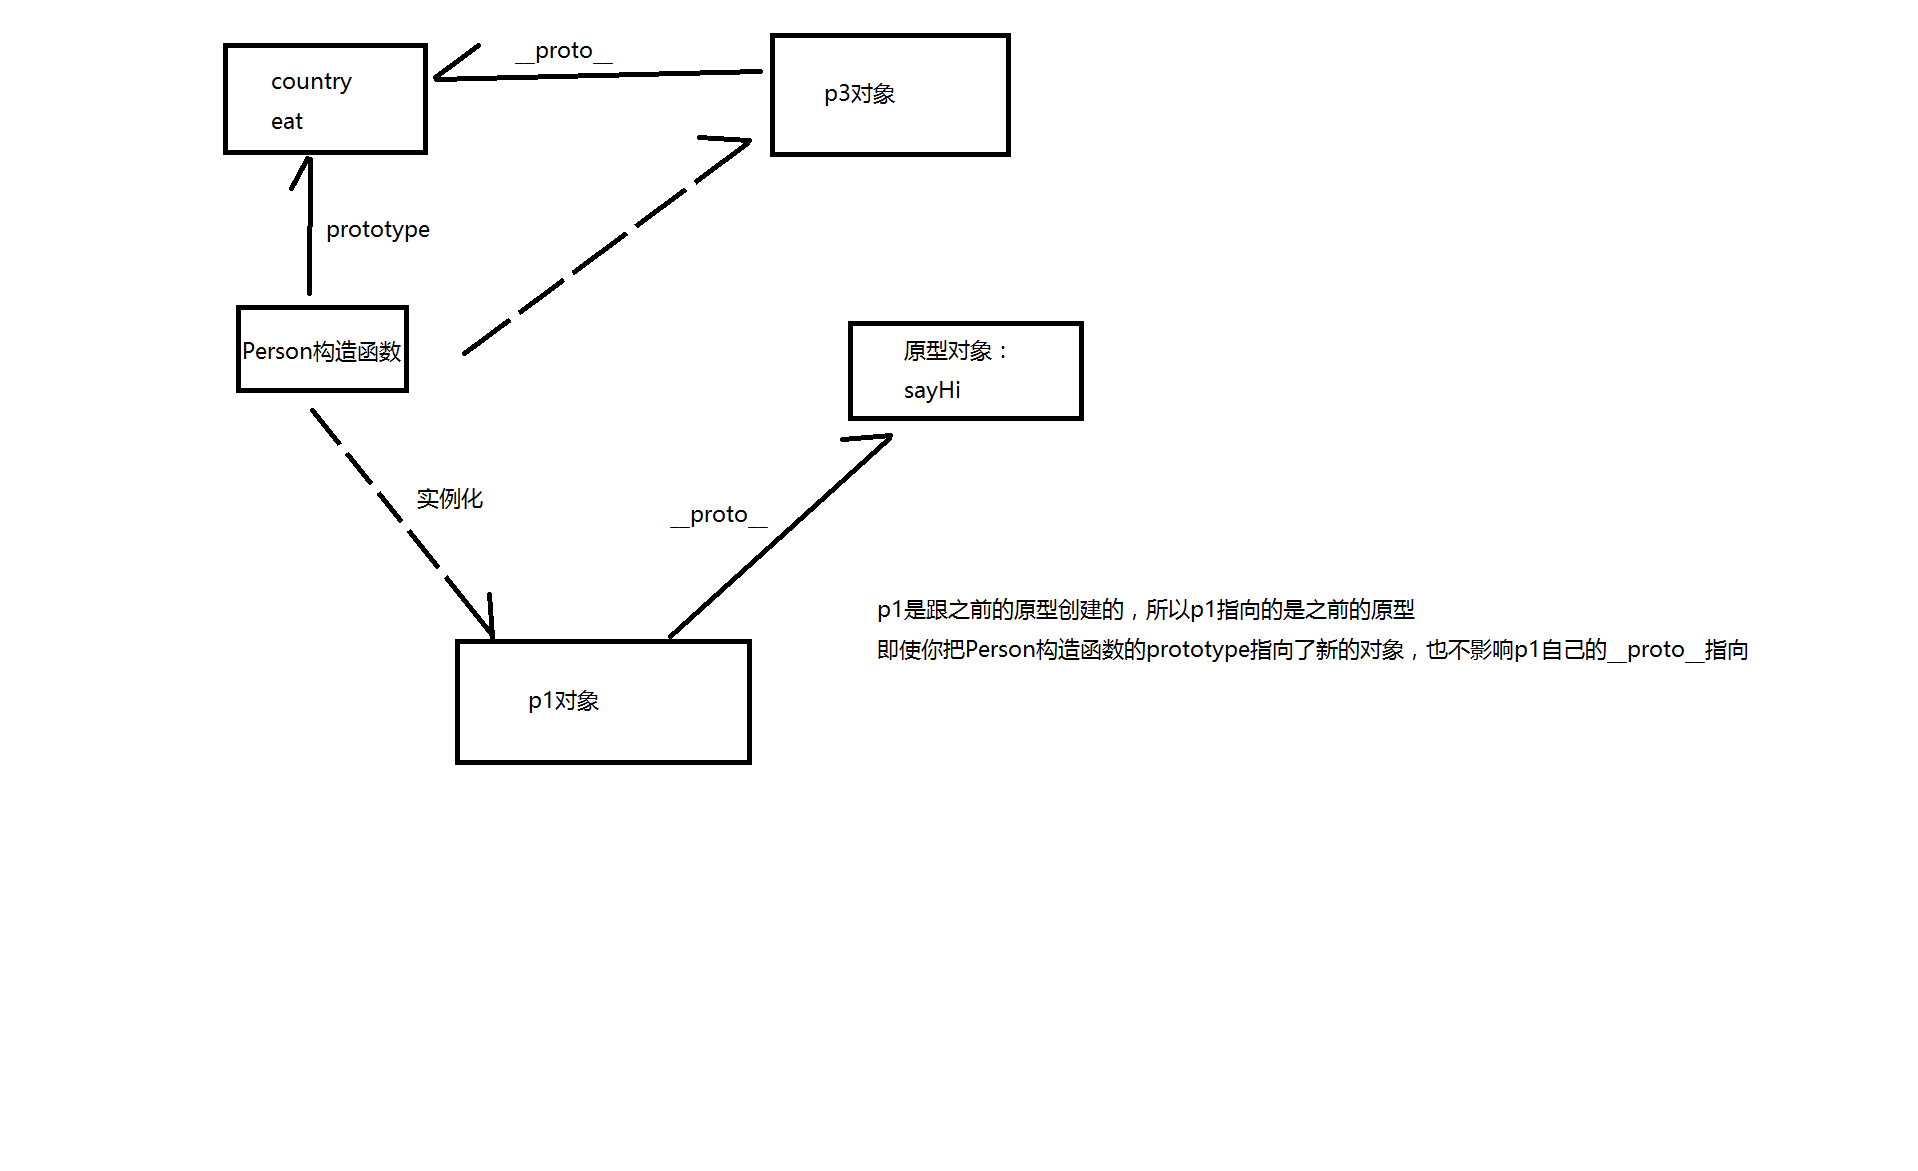 country
eat
__proto__
p3对象
prototype
Person构造函数
原型对象：
sayHi
实例化
__proto__
p1是跟之前的原型创建的，所以p1指向的是之前的原型
即使你把Person构造函数的prototype指向了新的对象，也不影响p1自己的__proto__指向
p1对象